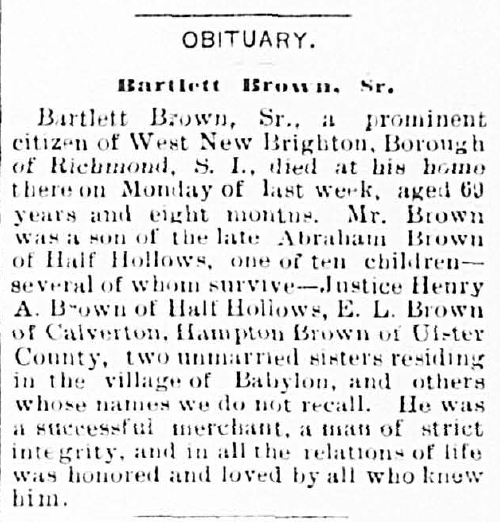 OBITUARY.
Bartlett Brown, Sr.
Bartlett Brown, Sr., a prominent
citizen of West New Brighton, Borough
of Richmond, S. I., died at his home
there on Monday of last week, aged 69
years and eight months. Mr. Brown
was a son of the late Abraham Brown
of Half Hollows, one of ten children—
several of whom survive—Justice Henry
A. Brown of Half Hollows, E. L. Brown
of Calverton, Hampton Brown of Ulster
County, two unmarried sisters residing
in the village of Babylon, and others
whose names we do not recall. He was
a successful merchant, a man of strict
integrity, and in all the relations of life
was honored and loved by all who knew
him.